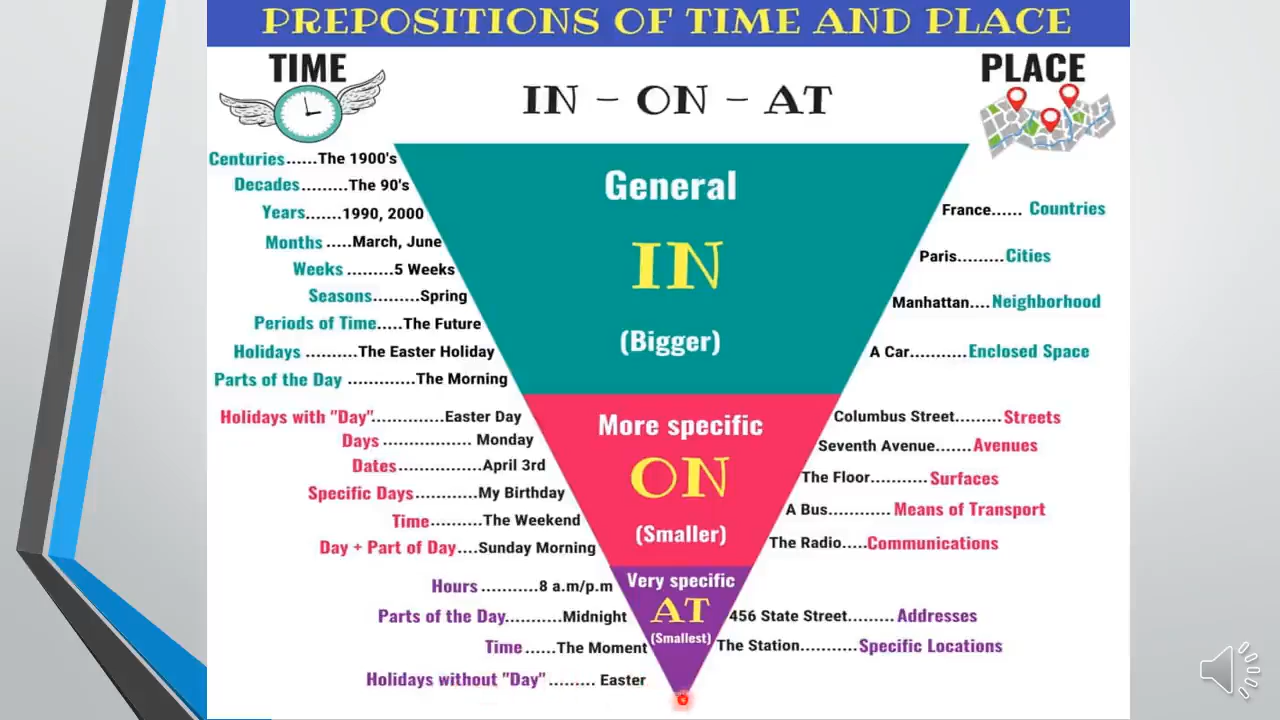 PREPOSITIONS OF TIME AND PLACE
TIME
PLACE
IN – ON – AT
Centuries......The 1900's
Decades.........The 90's
Years.......1990, 2000
Months .....March, June
Weeks .........5 Weeks
Seasons.........Spring
Periods of Time.....The Future
Holidays ..........The Easter Holiday
Parts of the Day .............The Morning
General
IN
(Bigger)
France...... Countries
Paris.........Cities
Manhattan....Neighborhood
A Car...........Enclosed Space
Holidays with "Day".............Easter Day
Days ................. Monday
Dates................April 3rd
Specific Days............My Birthday
Time..........The Weekend
Day + Part of Day....Sunday Morning
More specific
ON
(Smaller)
Columbus Street.........Streets
Seventh Avenue.......Avenues
The Floor........... Surfaces
A Bus............ Means of Transport
The Radio.....Communications
Hours ...........8 a.m/p.m
Parts of the Day...........Midnight
Time ......The Moment
Holidays without "Day"......... Easter
Very specific
AT
(Smallest)
456 State Street......... Addresses
The Station...........Specific Locations